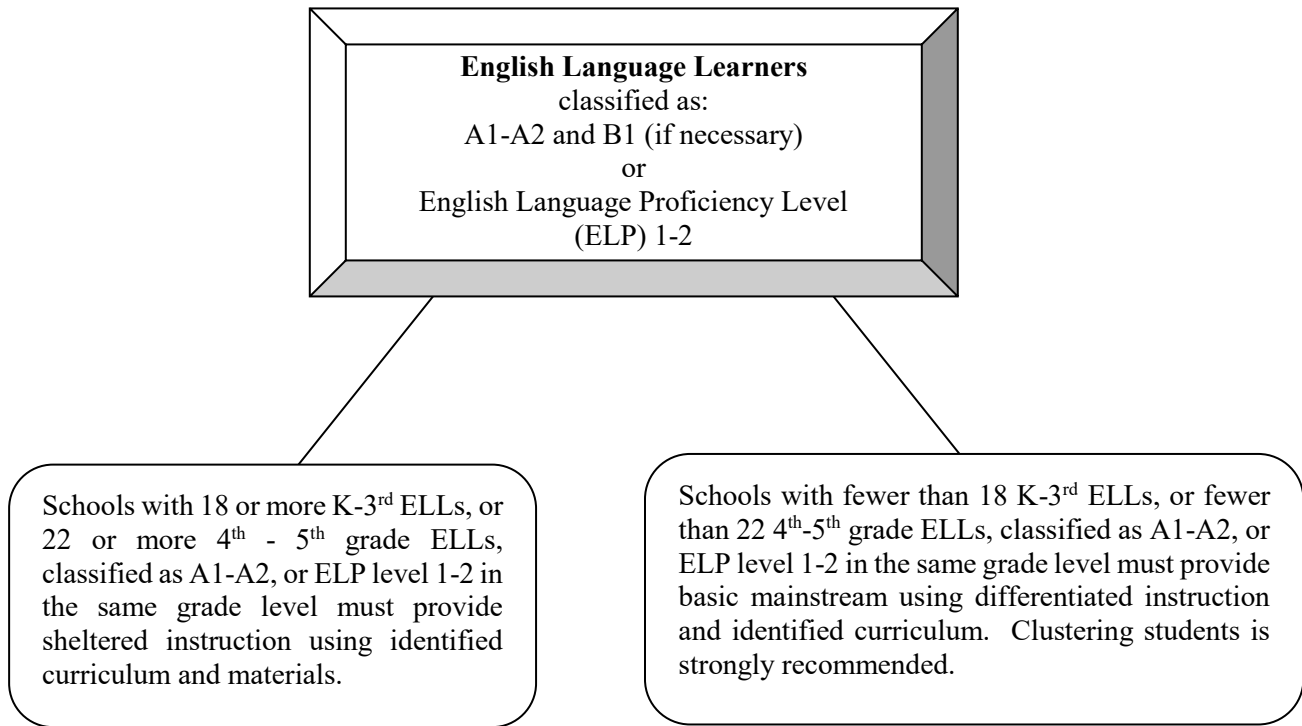 English Language Learners
classified as:
A1-A2 and B1 (if necessary)
or
English Language Proficiency Level
(ELP) 1-2
Schools with 18 or more K-3rd ELLs, or
22 or more 4th - 5th grade ELLs,
classified as A1-A2, or ELP level 1-2 in
the same grade level must provide
sheltered instruction using identified
curriculum and materials.
Schools with fewer than 18 K-3rd ELLs, or fewer
than 22 4th-5th grade ELLs, classified as A1-A2, or
ELP level 1-2 in the same grade level must provide
basic mainstream using differentiated instruction
and identified curriculum. Clustering students is
strongly recommended.